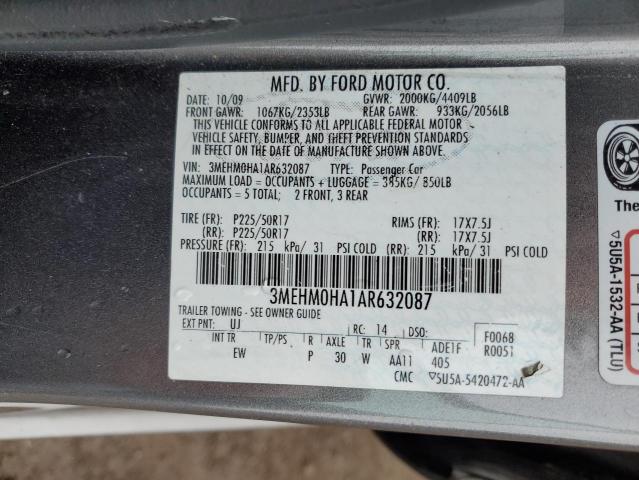 MFD. BY FORD MOTOR CO.
DATE: 10/09 GVWR: 2000KG/4409LB
FRONT GAWR: 1067KG/2353LB REAR GAWR: 933KG/2056LB
THIS VEHICLE CONFORMS TO ALL APPLICABLE FEDERAL MOTOR
VEHICLE SAFETY, BUMPER, AND THEFT PREVENTION STANDARDS
IN EFFECT ON THE DATE OF MANUFACTURE SHOWN ABOVE.
VIN: 3MEHM0HA1AR632087 TYPE: Passenger Car
MAXIMUM LOAD = OCCUPANTS + LUGGAGE = 385KG/ 850LB
OCCUPANTS = 5 TOTAL; 2 FRONT, 3 REAR
TIRE (FR): P225/50R17 RIMS (FR): 17X7.5J
(RR): P225/50R17 (RR): 17X7.5J
PRESSURE (FR): 215 kPa/ 31 PSI COLD (RR): 215 kPa/ 31 PSI COLD
3MEHM0HA1AR632087
TRAILER TOWING - SEE OWNER GUIDE
EXT PNT: UJ RC: 14 DSO: F0068
INT TR TP/PS R AXLE TR SPR ADE1F R0051
EW P 30 W AA11 405
CMC ▽5U5A-5420472-AA
The
▽5U5A-1532-AA (TLU)